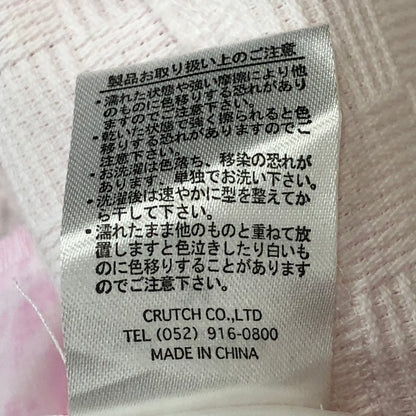 製品お取り扱い上のご注意
・濡れた状態や強い摩擦により他
のものに色移りする恐れがあり
ますのでご注意下さい。
・乾いた状態で強く擦られると色
移りする恐れがありますのでご
注意下さい。
・お洗濯は色落ち、移染の恐れが
あります、単独でお洗い下さい。
・洗濯後は速やかに型を整えてか
ら干して下さい。
・濡れたまま他のものと重ねて放
置しますと色泣きしたり白いも
のに色移りすることがあります
のでご注意下さい。
CRUTCH CO.,LTD
TEL (052) 916-0800
MADE IN CHINA